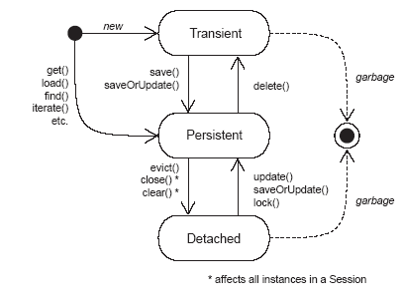 new
Transient
get()
load()
find()
iterate()
etc.
save()
saveOrUpdate()
delete()
garbage
Persistent
evict()
close() *
clear() *
update()
saveOrUpdate()
lock()
garbage
Detached
* affects all instances in a Session